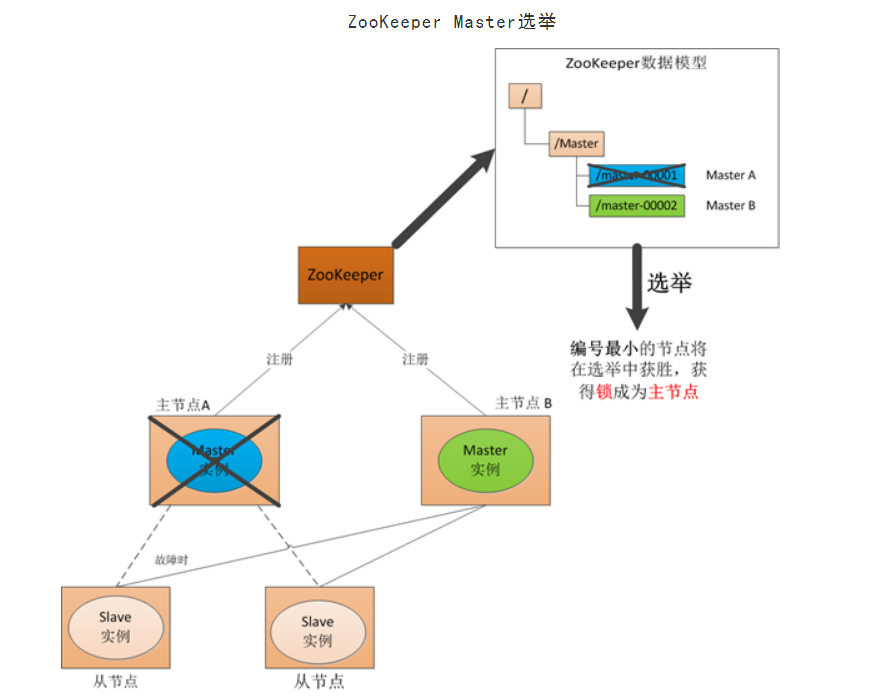 ZooKeeper Master选举
ZooKeeper数据模型
/
/Master
/master-00001
Master A
/master-00002
Master B
选举
编号最小的节点将
在选举中获胜，获
得锁成为主节点
ZooKeeper
注册
注册
主节点A
主节点 B
Master
实例
Master
实例
故障时
Slave
实例
Slave
实例
从节点
从节点